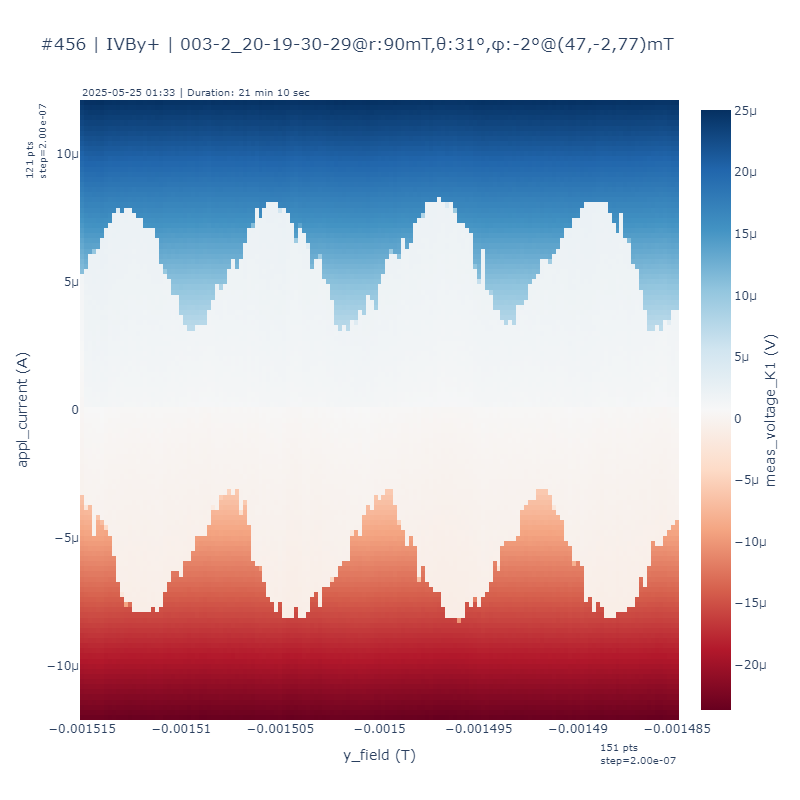 #456 | IVBy+ | 003-2_20-19-30-29@r:90mT,θ:31°,φ:-2°@(47,-2,77)mT
2025-05-25 01:33 | Duration: 21 min 10 sec
121 pts
step=2.00e-07
10μ
5μ
0
−5μ
−10μ
appl_current (A)
−0.001515
−0.00151
−0.001505
−0.0015
−0.001495
−0.00149
−0.001485
y_field (T)
151 pts
step=2.00e-07
25μ
20μ
15μ
10μ
5μ
0
−5μ
−10μ
−15μ
−20μ
meas_voltage_K1 (V)